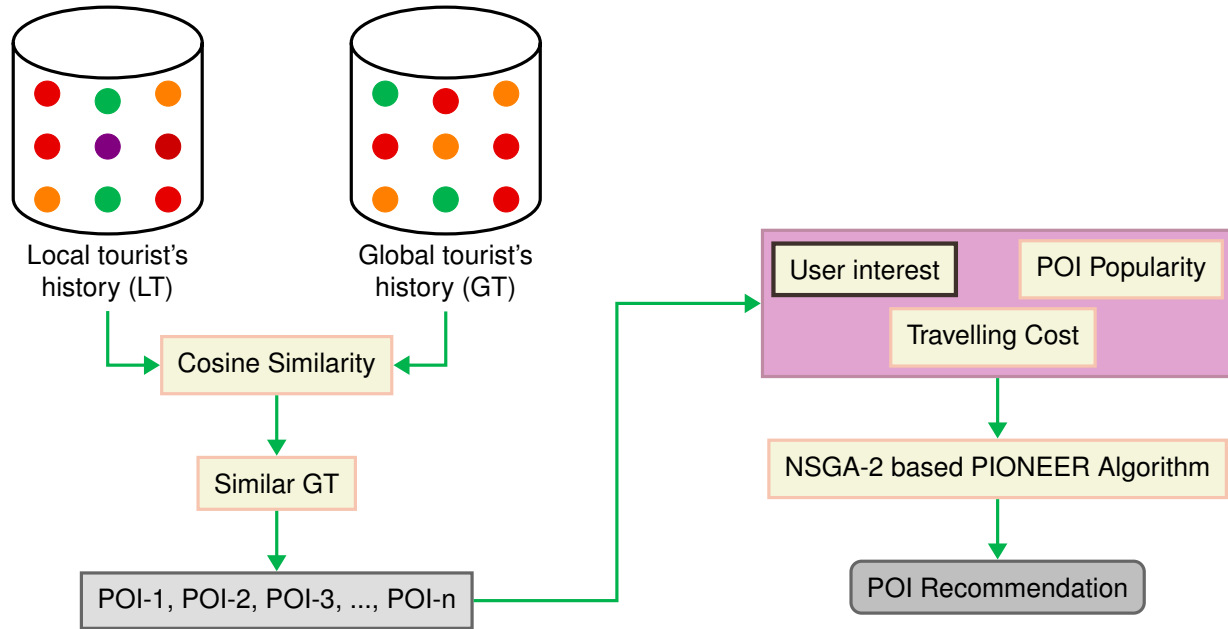 Local tourist's
history (LT)
Global tourist's
history (GT)
Cosine Similarity
Similar GT
POI-1, POI-2, POI-3, ..., POI-n
User interest
POI Popularity
Travelling Cost
NSGA-2 based PIONEER Algorithm
POI Recommendation